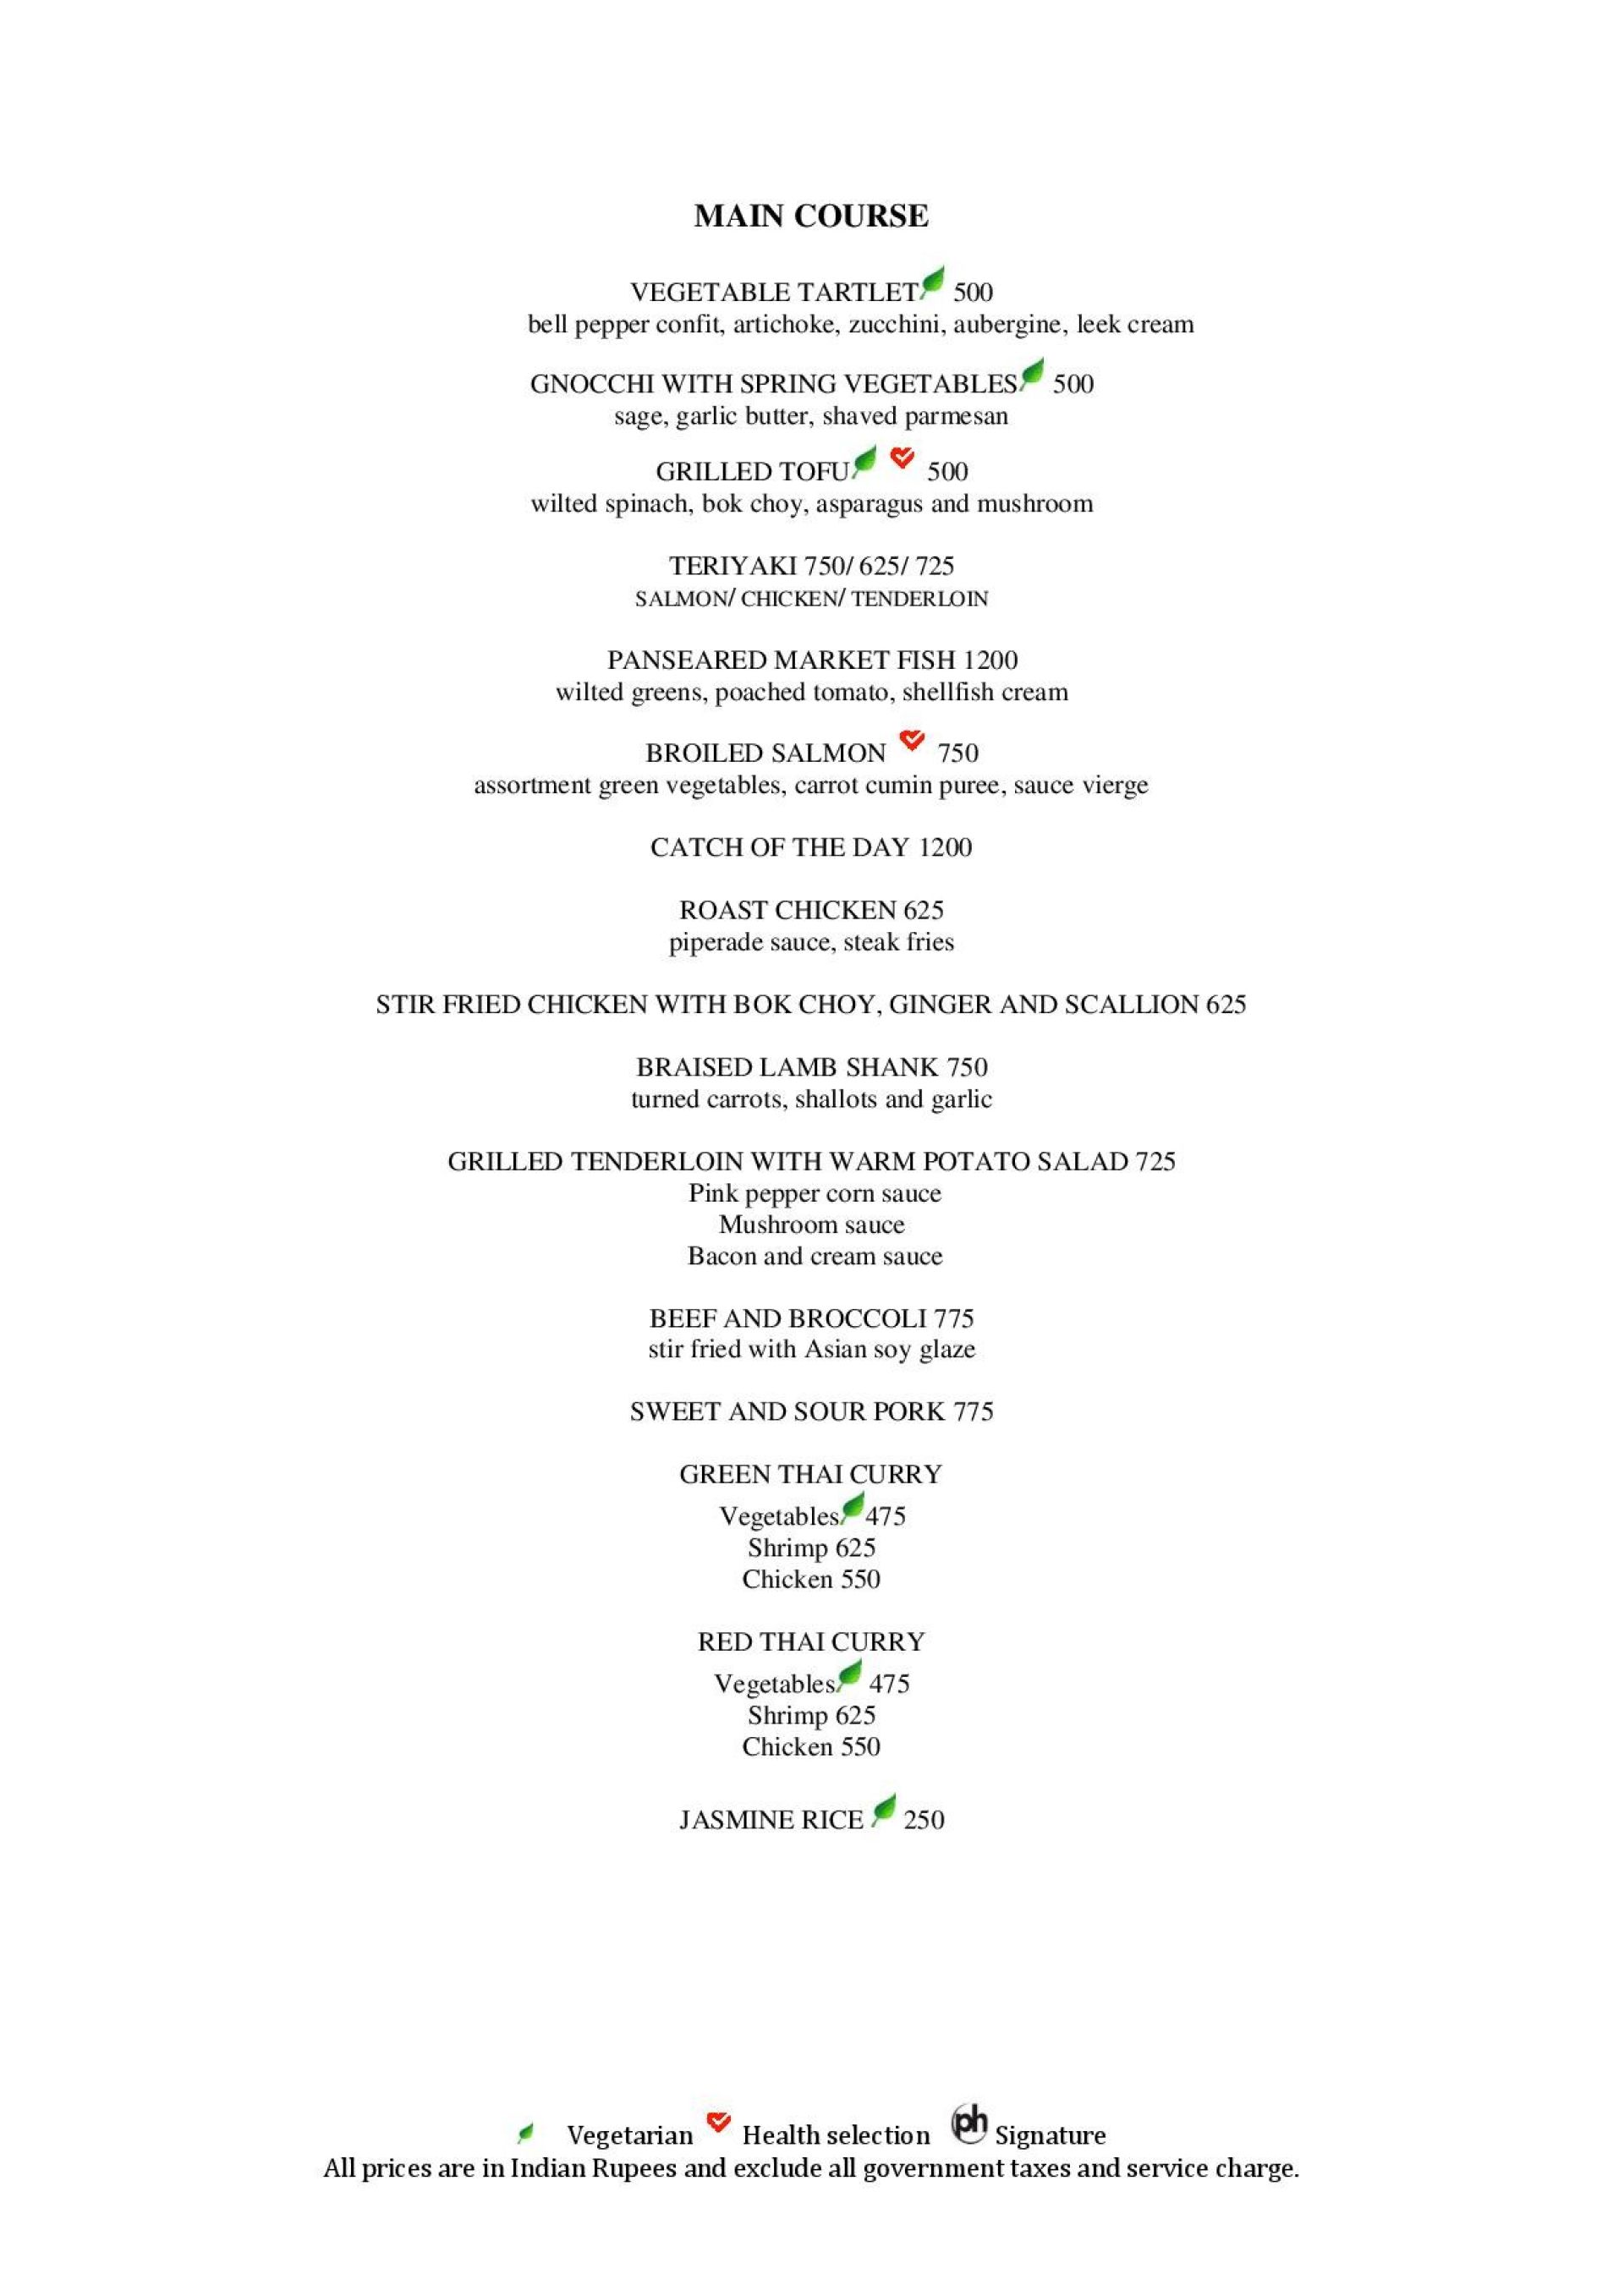 MAIN COURSE
VEGETABLE TARTLET 500
bell pepper confit, artichoke, zucchini, aubergine, leek cream
GNOCCHI WITH SPRING VEGETABLES 500
sage, garlic butter, shaved parmesan
GRILLED TOFU 500
wilted spinach, bok choy, asparagus and mushroom
TERIYAKI 750/ 625/ 725
SALMON/ CHICKEN/ TENDERLOIN
PANSEARED MARKET FISH 1200
wilted greens, poached tomato, shellfish cream
BROILED SALMON 750
assortment green vegetables, carrot cumin puree, sauce vierge
CATCH OF THE DAY 1200
ROAST CHICKEN 625
piperade sauce, steak fries
STIR FRIED CHICKEN WITH BOK CHOY, GINGER AND SCALLION 625
BRAISED LAMB SHANK 750
turned carrots, shallots and garlic
GRILLED TENDERLOIN WITH WARM POTATO SALAD 725
Pink pepper corn sauce
Mushroom sauce
Bacon and cream sauce
BEEF AND BROCCOLI 775
stir fried with Asian soy glaze
SWEET AND SOUR PORK 775
GREEN THAI CURRY
Vegetables 475
Shrimp 625
Chicken 550
RED THAI CURRY
Vegetables 475
Shrimp 625
Chicken 550
JASMINE RICE 250
Vegetarian Health selection ph Signature
All prices are in Indian Rupees and exclude all government taxes and service charge.